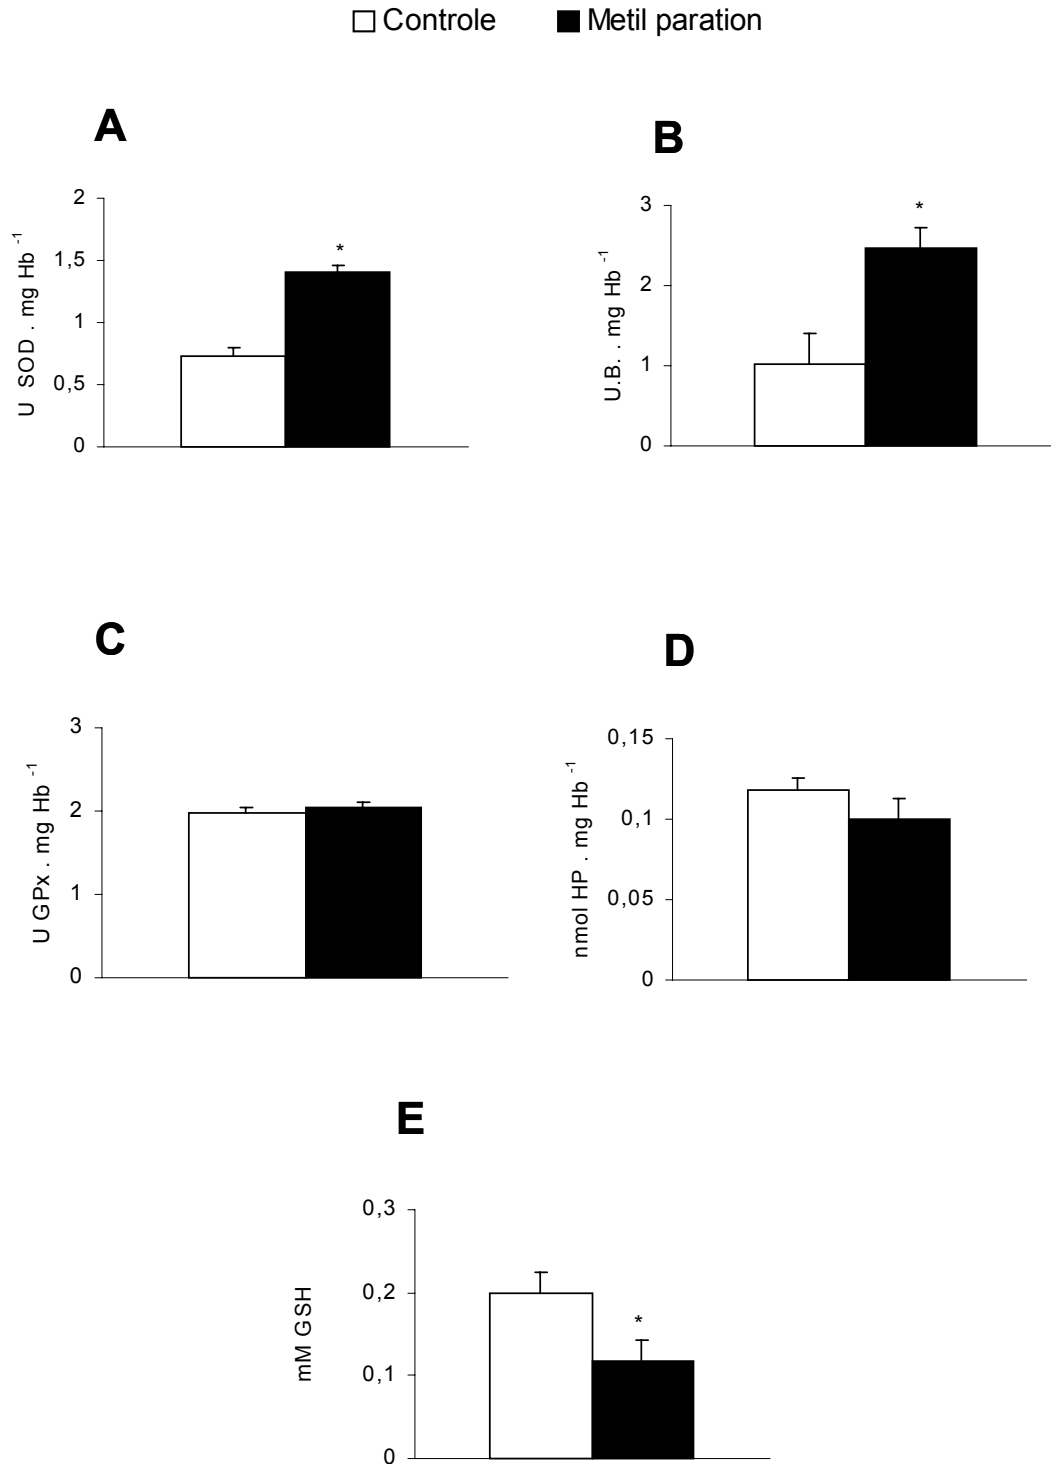 Controle Metil paration
A
U SOD . mg Hb -1
2
1,5
*
1
0,5
0
B
U.B. . mg Hb -1
3
*
2
1
0
C
U GPx . mg Hb -1
3
2
1
0
D
nmol HP . mg Hb -1
0,15
0,1
0,05
0
E
mM GSH
0,3
0,2
*
0,1
0